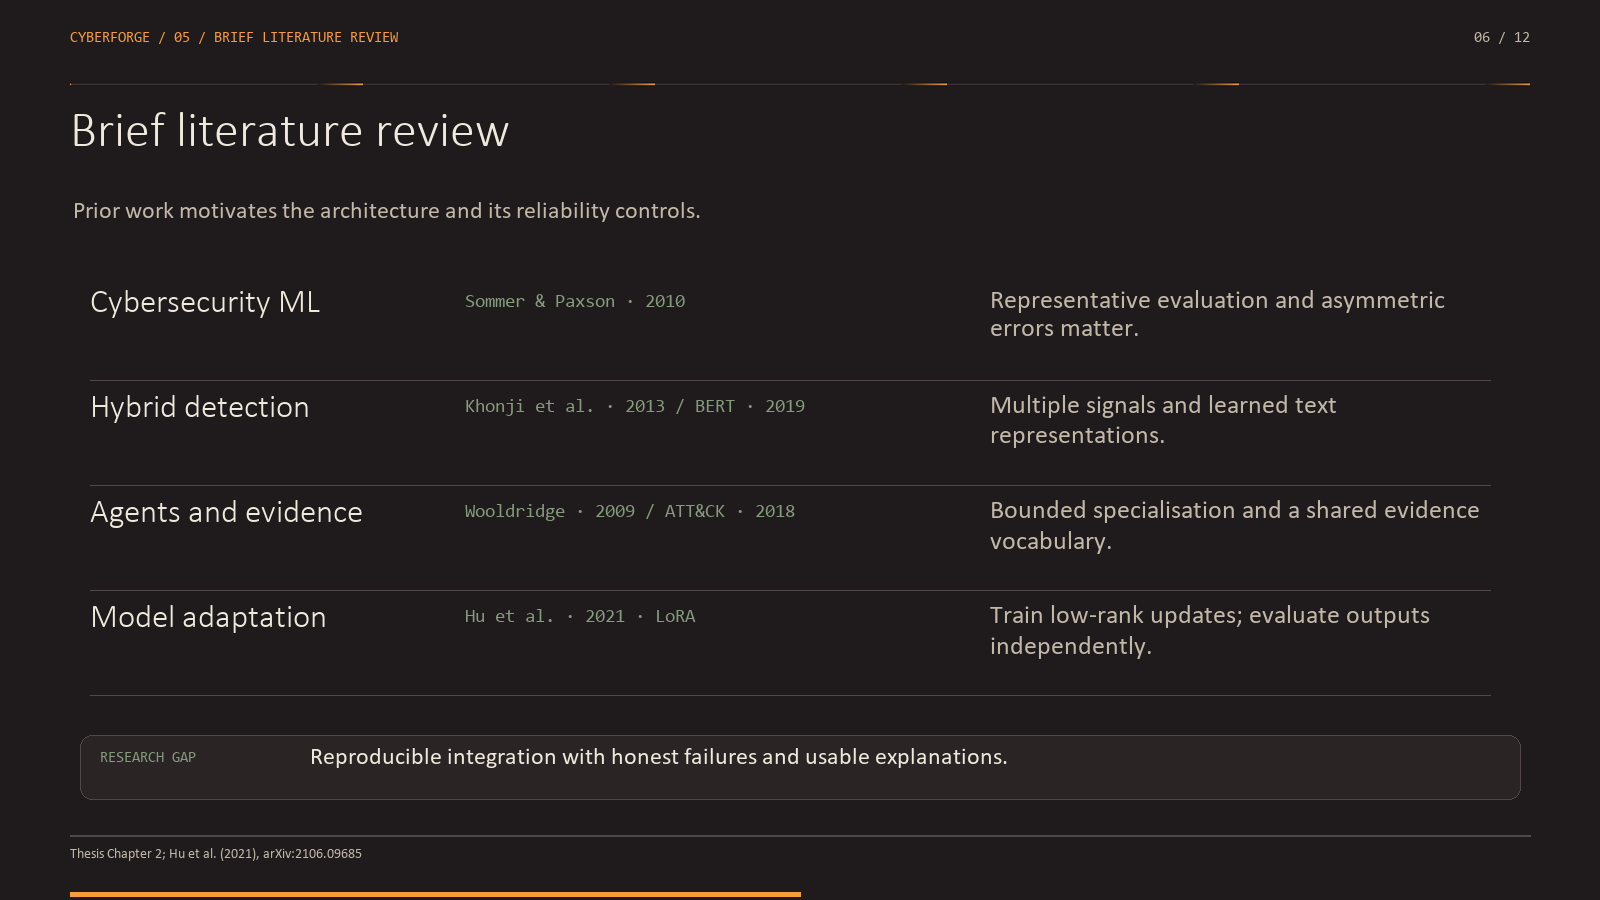 CYBERFORGE / 05 / BRIEF LITERATURE REVIEW
06 / 12
Brief literature review
Prior work motivates the architecture and its reliability controls.
Cybersecurity ML
Sommer & Paxson · 2010
Representative evaluation and asymmetric
errors matter.
Hybrid detection
Khonji et al. · 2013 / BERT · 2019
Multiple signals and learned text
representations.
Agents and evidence
Wooldridge · 2009 / ATT&CK · 2018
Bounded specialisation and a shared evidence
vocabulary.
Model adaptation
Hu et al. · 2021 · LoRA
Train low-rank updates; evaluate outputs
independently.
RESEARCH GAP
Reproducible integration with honest failures and usable explanations.
Thesis Chapter 2; Hu et al. (2021), arXiv:2106.09685